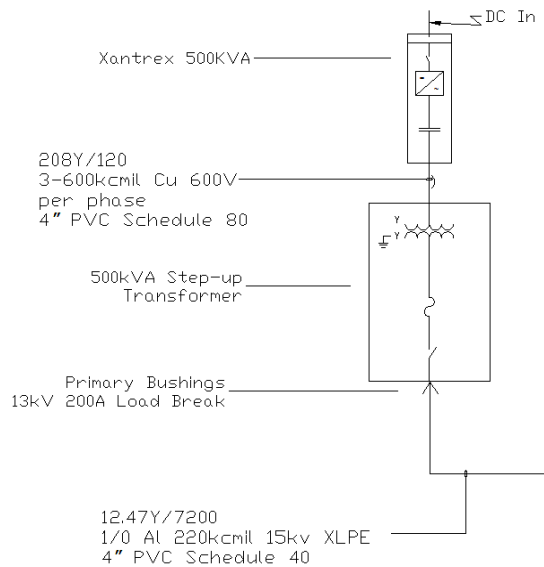 DC In
Xantrex 500KVA
208Y/120
3-600kcmil Cu 600V
per phase
4" PVC Schedule 80
Y
Y
500kVA Step-up
Transformer
Primary Bushings
13kV 200A Load Break
12.47Y/7200
1/0 Al 220kcmil 15kv XLPE
4" PVC Schedule 40